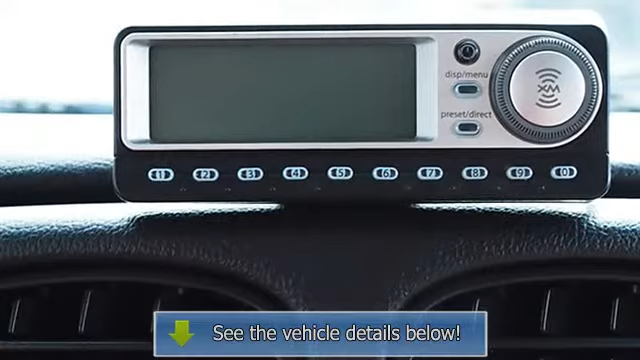 disp/menu
XM
preset/direct
1 2 3 4 5 6 7 8 9 0
See the vehicle details below!